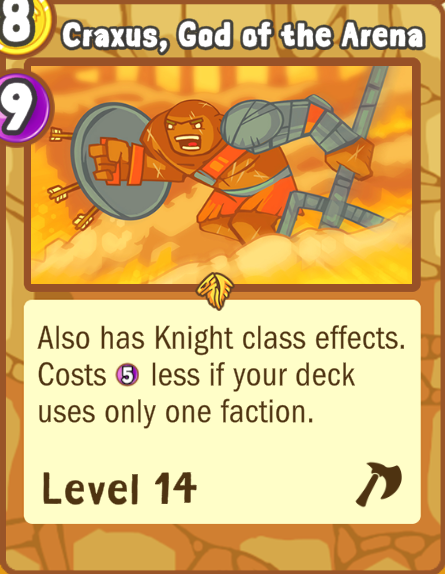 8
Craxus, God of the Arena
9
Also has Knight class effects.
Costs 5 less if your deck
uses only one faction.
Level 14